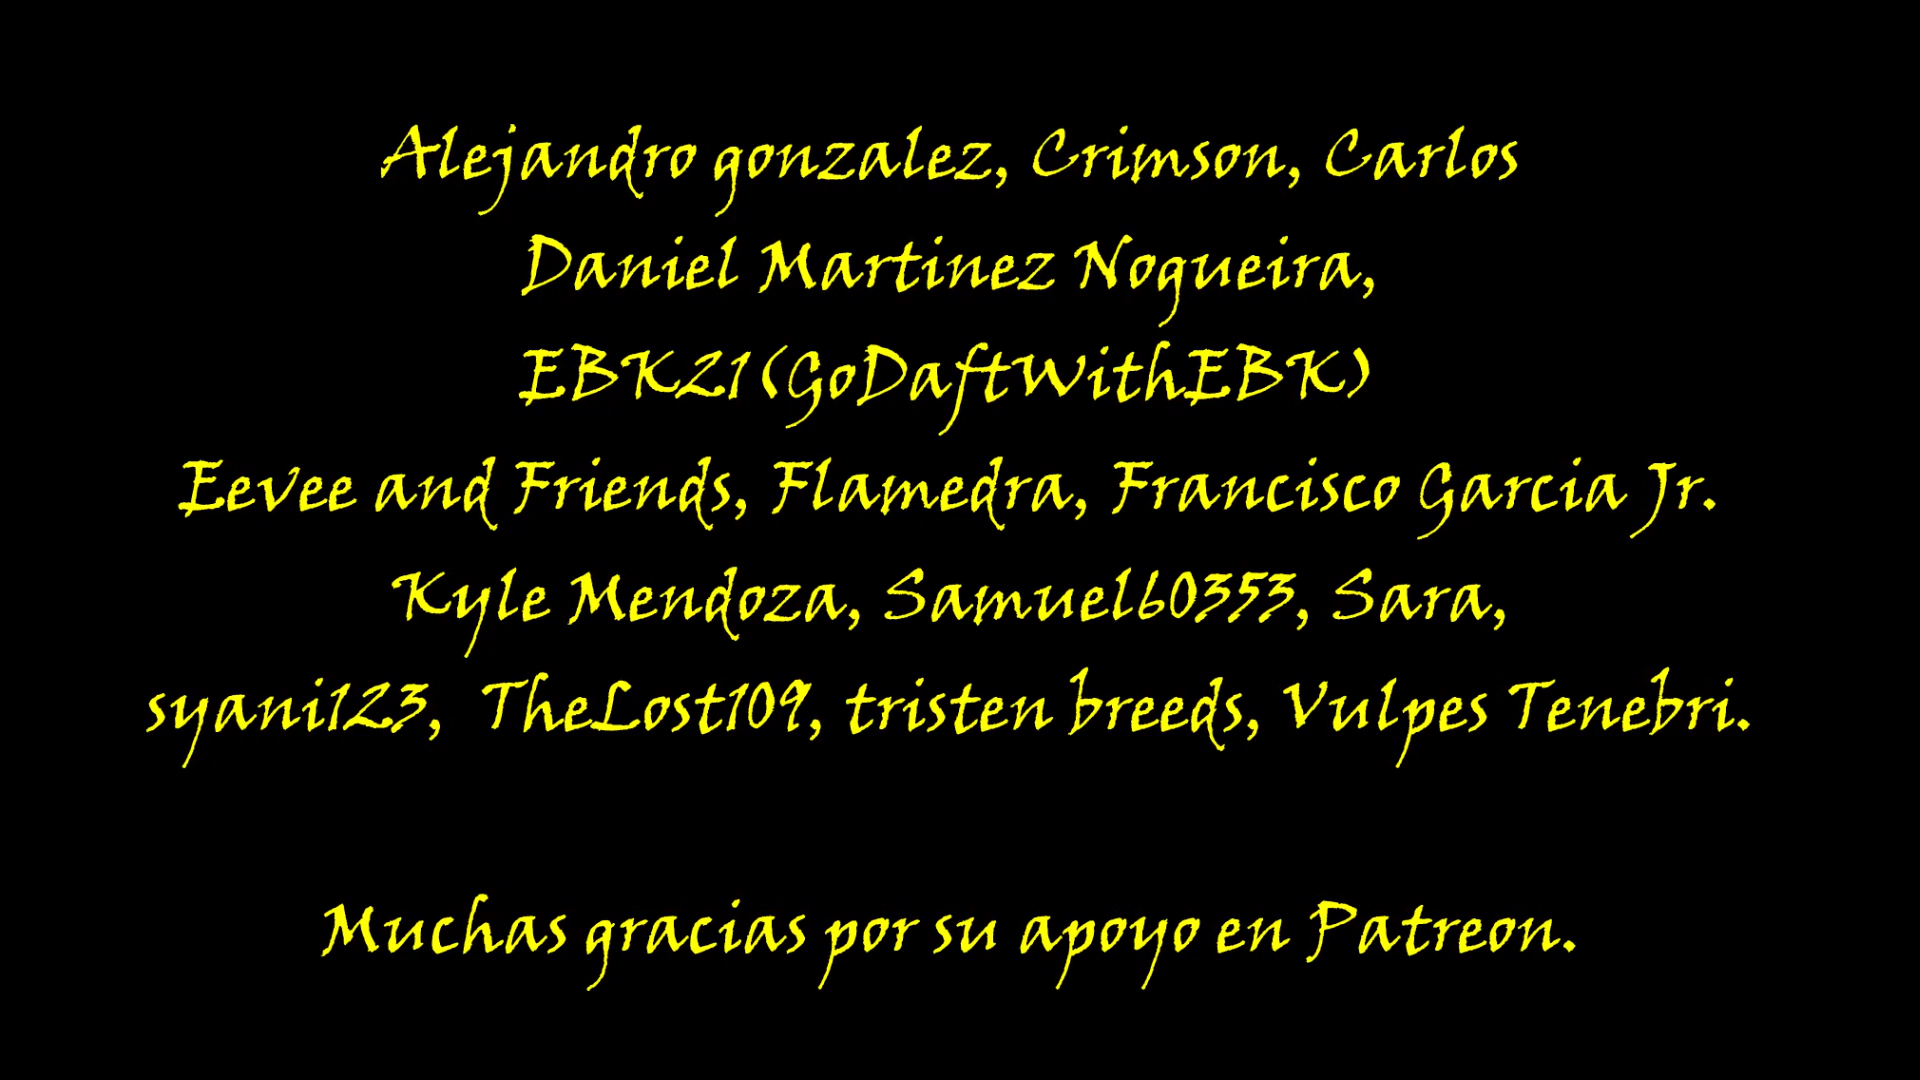 Alejandro gonzalez, Crimson, Carlos
Daniel Martinez Nogueira,
EBK21(GoDaftWithEBK)
Eevee and Friends, Flamedra, Francisco Garcia Jr.
Kyle Mendoza, Samuel60353, Sara,
syani123, TheLost109, tristen breeds, Vulpes Tenebri.
Muchas gracias por su apoyo en Patreon.